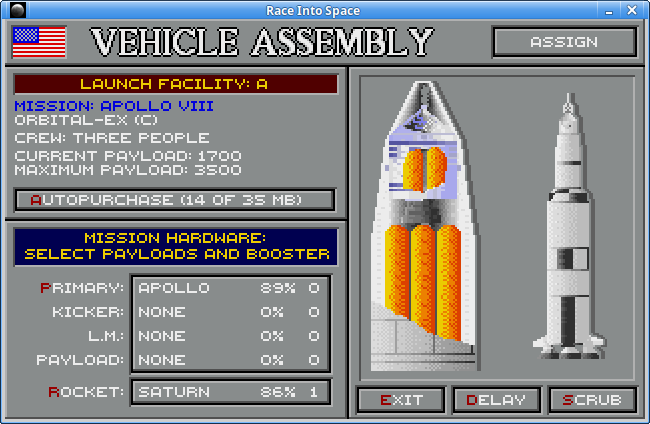 Race Into Space
VEHICLE ASSEMBLY
ASSIGN
LAUNCH FACILITY: A
MISSION: APOLLO VIII
ORBITAL-EX (C)
CREW: THREE PEOPLE
CURRENT PAYLOAD: 1700
MAXIMUM PAYLOAD: 3500
AUTOPURCHASE (14 OF 35 MB)
MISSION HARDWARE:
SELECT PAYLOADS AND BOOSTER
PRIMARY: APOLLO 89% 0
KICKER: NONE 0% 0
L.M.: NONE 0% 0
PAYLOAD: NONE 0% 0
ROCKET: SATURN 86% 1
EXIT DELAY SCRUB